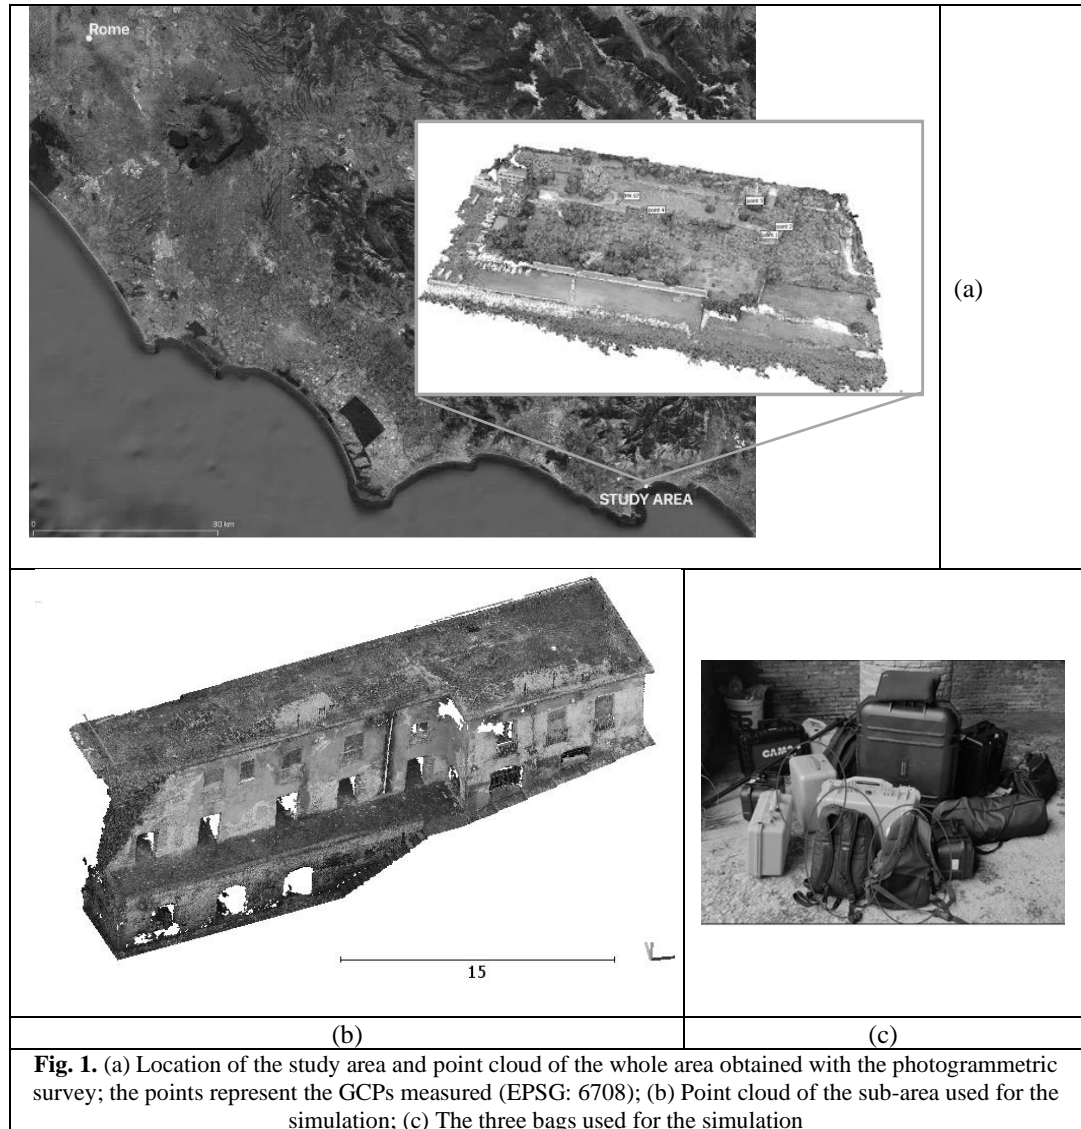 Rome
point 3
point 4
point 2
STUDY AREA
0 30 km
(a)
15
(b) (c)
Fig. 1. (a) Location of the study area and point cloud of the whole area obtained with the photogrammetric
survey; the points represent the GCPs measured (EPSG: 6708); (b) Point cloud of the sub-area used for the
simulation; (c) The three bags used for the simulation